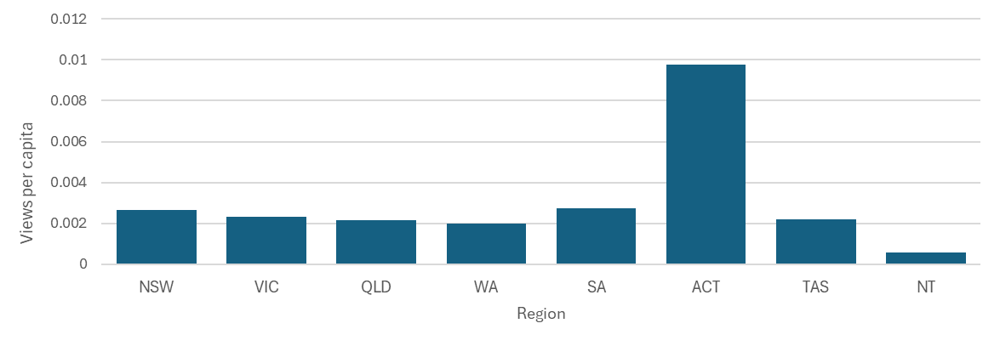 0.012
0.01
0.008
0.006
0.004
0.002
0
Views per capita
NSW VIC QLD WA SA ACT TAS NT
Region